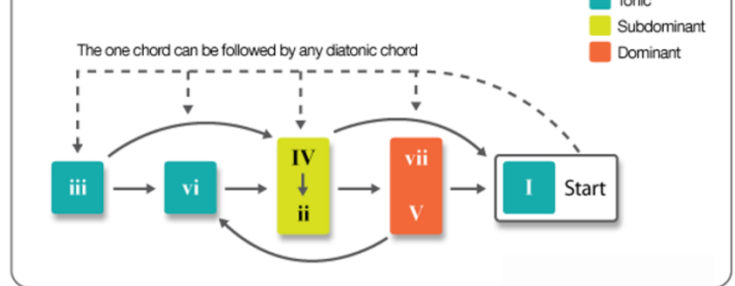 Tonic
Subdominant
Dominant
The one chord can be followed by any diatonic chord
iii
vi
IV
ii
vii
V
I Start